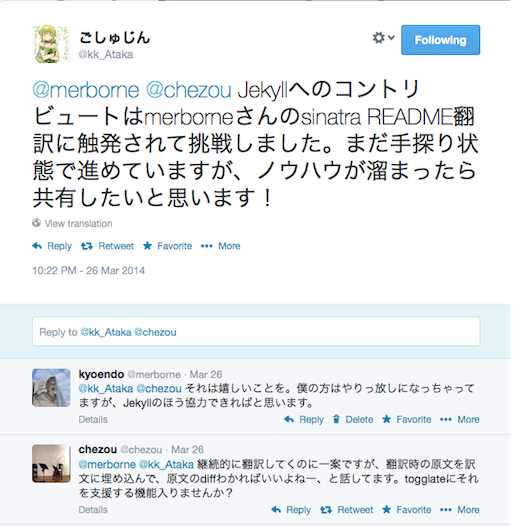 ごしゅじん
@kk_Ataka
Following
@merborne @chezou Jekyllへのコントリ
ビュートはmerborneさんのsinatra README翻
訳に触発されて挑戦しました。まだ手探り状
態で進めていますが、ノウハウが溜まったら
共有したいと思います！
View translation
Reply Retweet Favorite More
10:22 PM - 26 Mar 2014
Reply to @kk_Ataka @chezou
kyoendo @merborne · Mar 26
@kk_Ataka @chezou それは嬉しいことを。僕の方はやりっ放しになっちゃって
ますが、Jekyllのほう協力できればと思います。
Details Reply Delete Favorite More
chezou @chezou · Mar 26
@merborne @kk_Ataka 継続的に翻訳してくのに一案ですが、翻訳時の原文を訳
文に埋め込んで、原文のdiffわかればいいよねー、と話してます。togglateにそれ
を支援する機能入りませんか？
Details Reply Retweet Favorite More